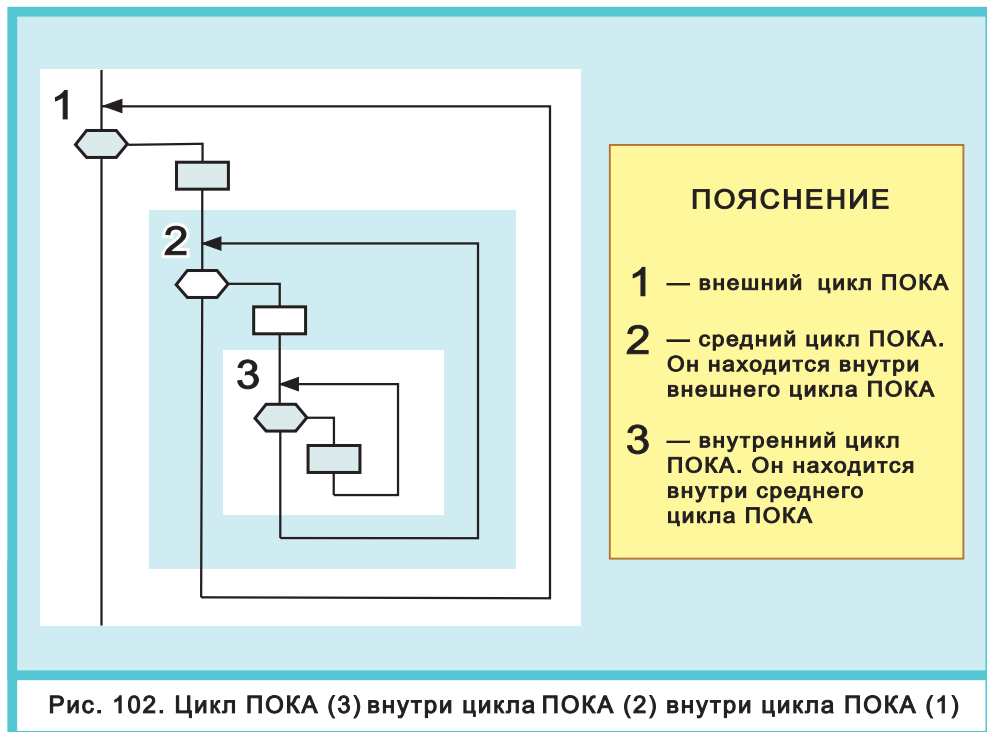 1
2
3
ПОЯСНЕНИЕ
1 — внешний цикл ПОКА
2 — средний цикл ПОКА.
Он находится внутри
внешнего цикла ПОКА
3 — внутренний цикл
ПОКА. Он находится
внутри среднего
цикла ПОКА
Рис. 102. Цикл ПОКА (3) внутри цикла ПОКА (2) внутри цикла ПОКА (1)